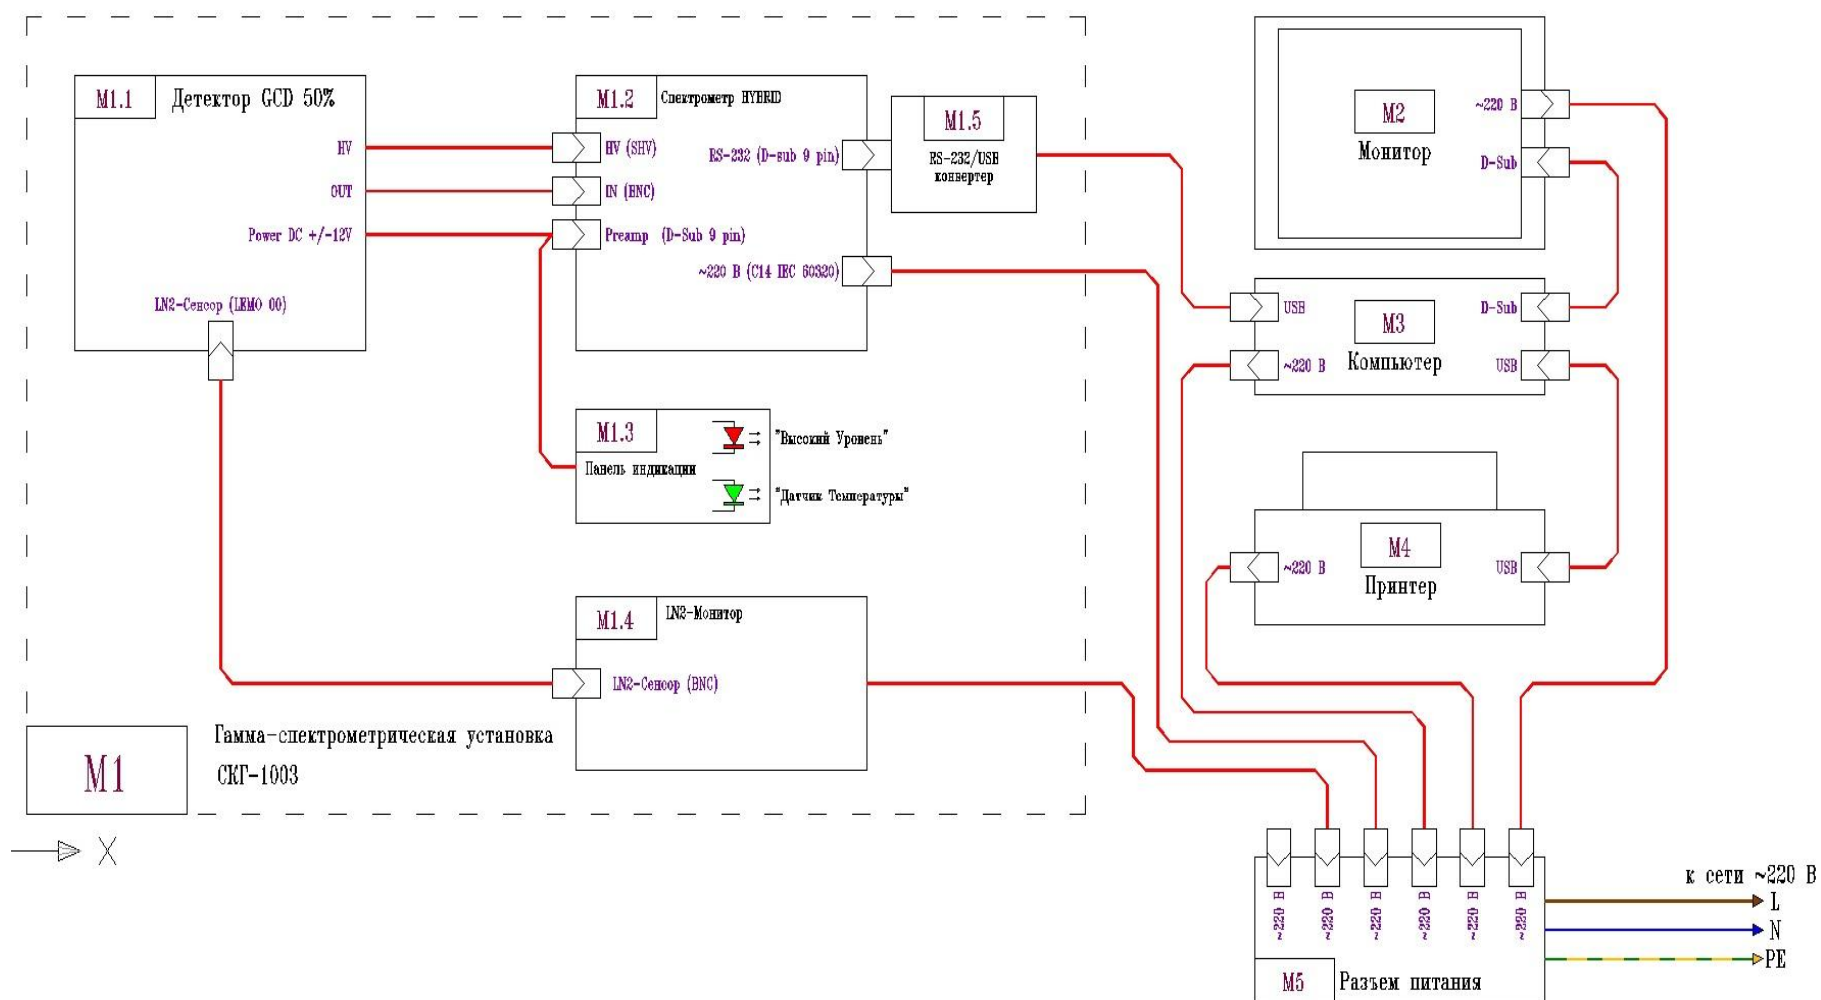 M1.1
Детектор GCD 50%
HV
OUT
Power DC +/-12V
LN2-Сенсор (LEMO 00)
M1.2
Спектрометр HYBRID
HV (SHV)
IN (BNC)
Preamp (D-Sub 9 pin)
RS-232 (D-sub 9 pin)
~220 В (C14 IEC 60320)
M1.5
RS-232/USB
конвертер
M1.3
Панель индикации
"Высокий Уровень"
"Датчик Температуры"
M1.4
LN2-Монитор
LN2-Сенсор (BNC)
M1
Гамма-спектрометрическая установка
СКГ-1003
X
M2
Монитор
~220 В
D-Sub
M3
Компьютер
USB
~220 В
D-Sub
USB
M4
Принтер
~220 В
USB
~220 В
~220 В
~220 В
~220 В
~220 В
~220 В
M5
Разъем питания
к сети ~220 В
L
N
PE